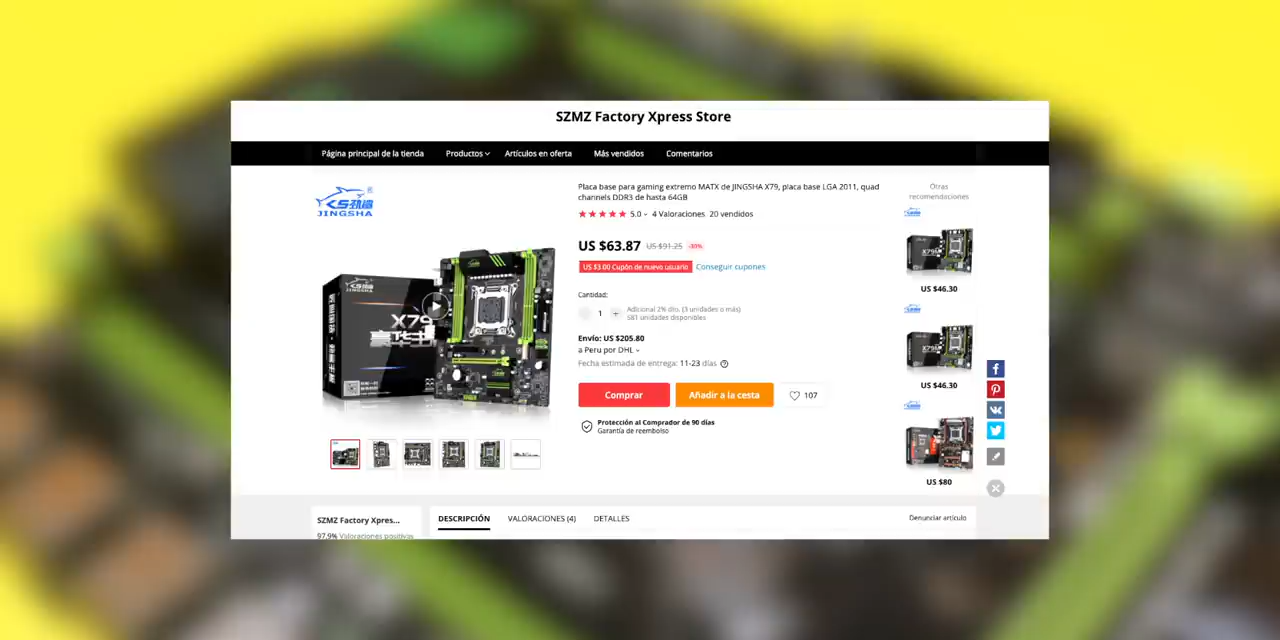 SZMZ Factory Xpress Store
Página principal de la tienda Productos Artículos en oferta Más vendidos Comentarios
JINGSHA
Placa base para gaming extremo MATX de JINGSHA X79, placa base LGA 2011, quad
channels DDR3 de hasta 64GB
5.0 4 Valoraciones 20 vendidos
US $63.87 US $91.25 -30%
US $3.00 Cupón de nuevo usuario Conseguir cupones
Cantidad:
1 + Adicional 2% dto. (3 unidades o más)
581 unidades disponibles
Envío: US $205.80
a Peru por DHL
Fecha estimada de entrega: 11-23 días
Comprar Añadir a la cesta 107
Protección al Comprador de 90 días
Garantía de reembolso
JINGSHA
X79
Otras
recomendaciones
US $46.30
US $46.30
US $80
SZMZ Factory Xpres...
97.9% Valoraciones positivas
DESCRIPCIÓN VALORACIONES (4) DETALLES
Denunciar artículo